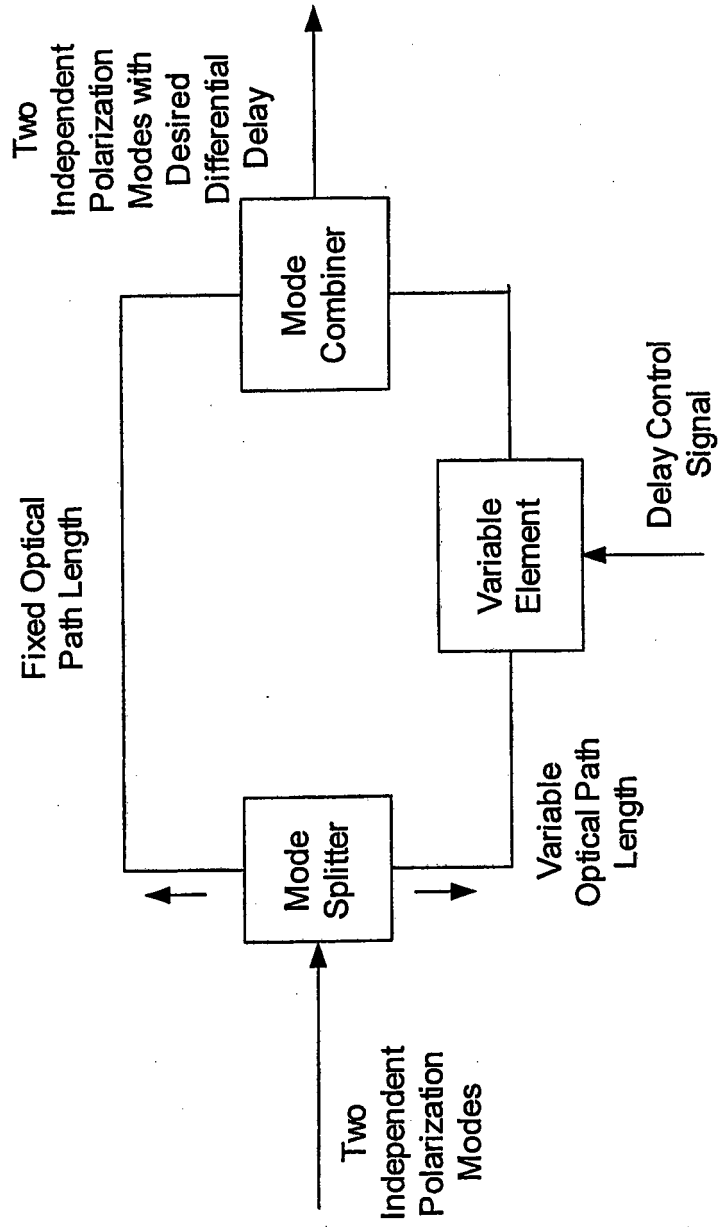 Two
Independent
Polarization
Modes
Mode
Splitter
Fixed Optical
Path Length
Variable
Optical Path
Length
Variable
Element
Delay Control
Signal
Mode
Combiner
Two
Independent
Polarization
Modes with
Desired
Differential
Delay